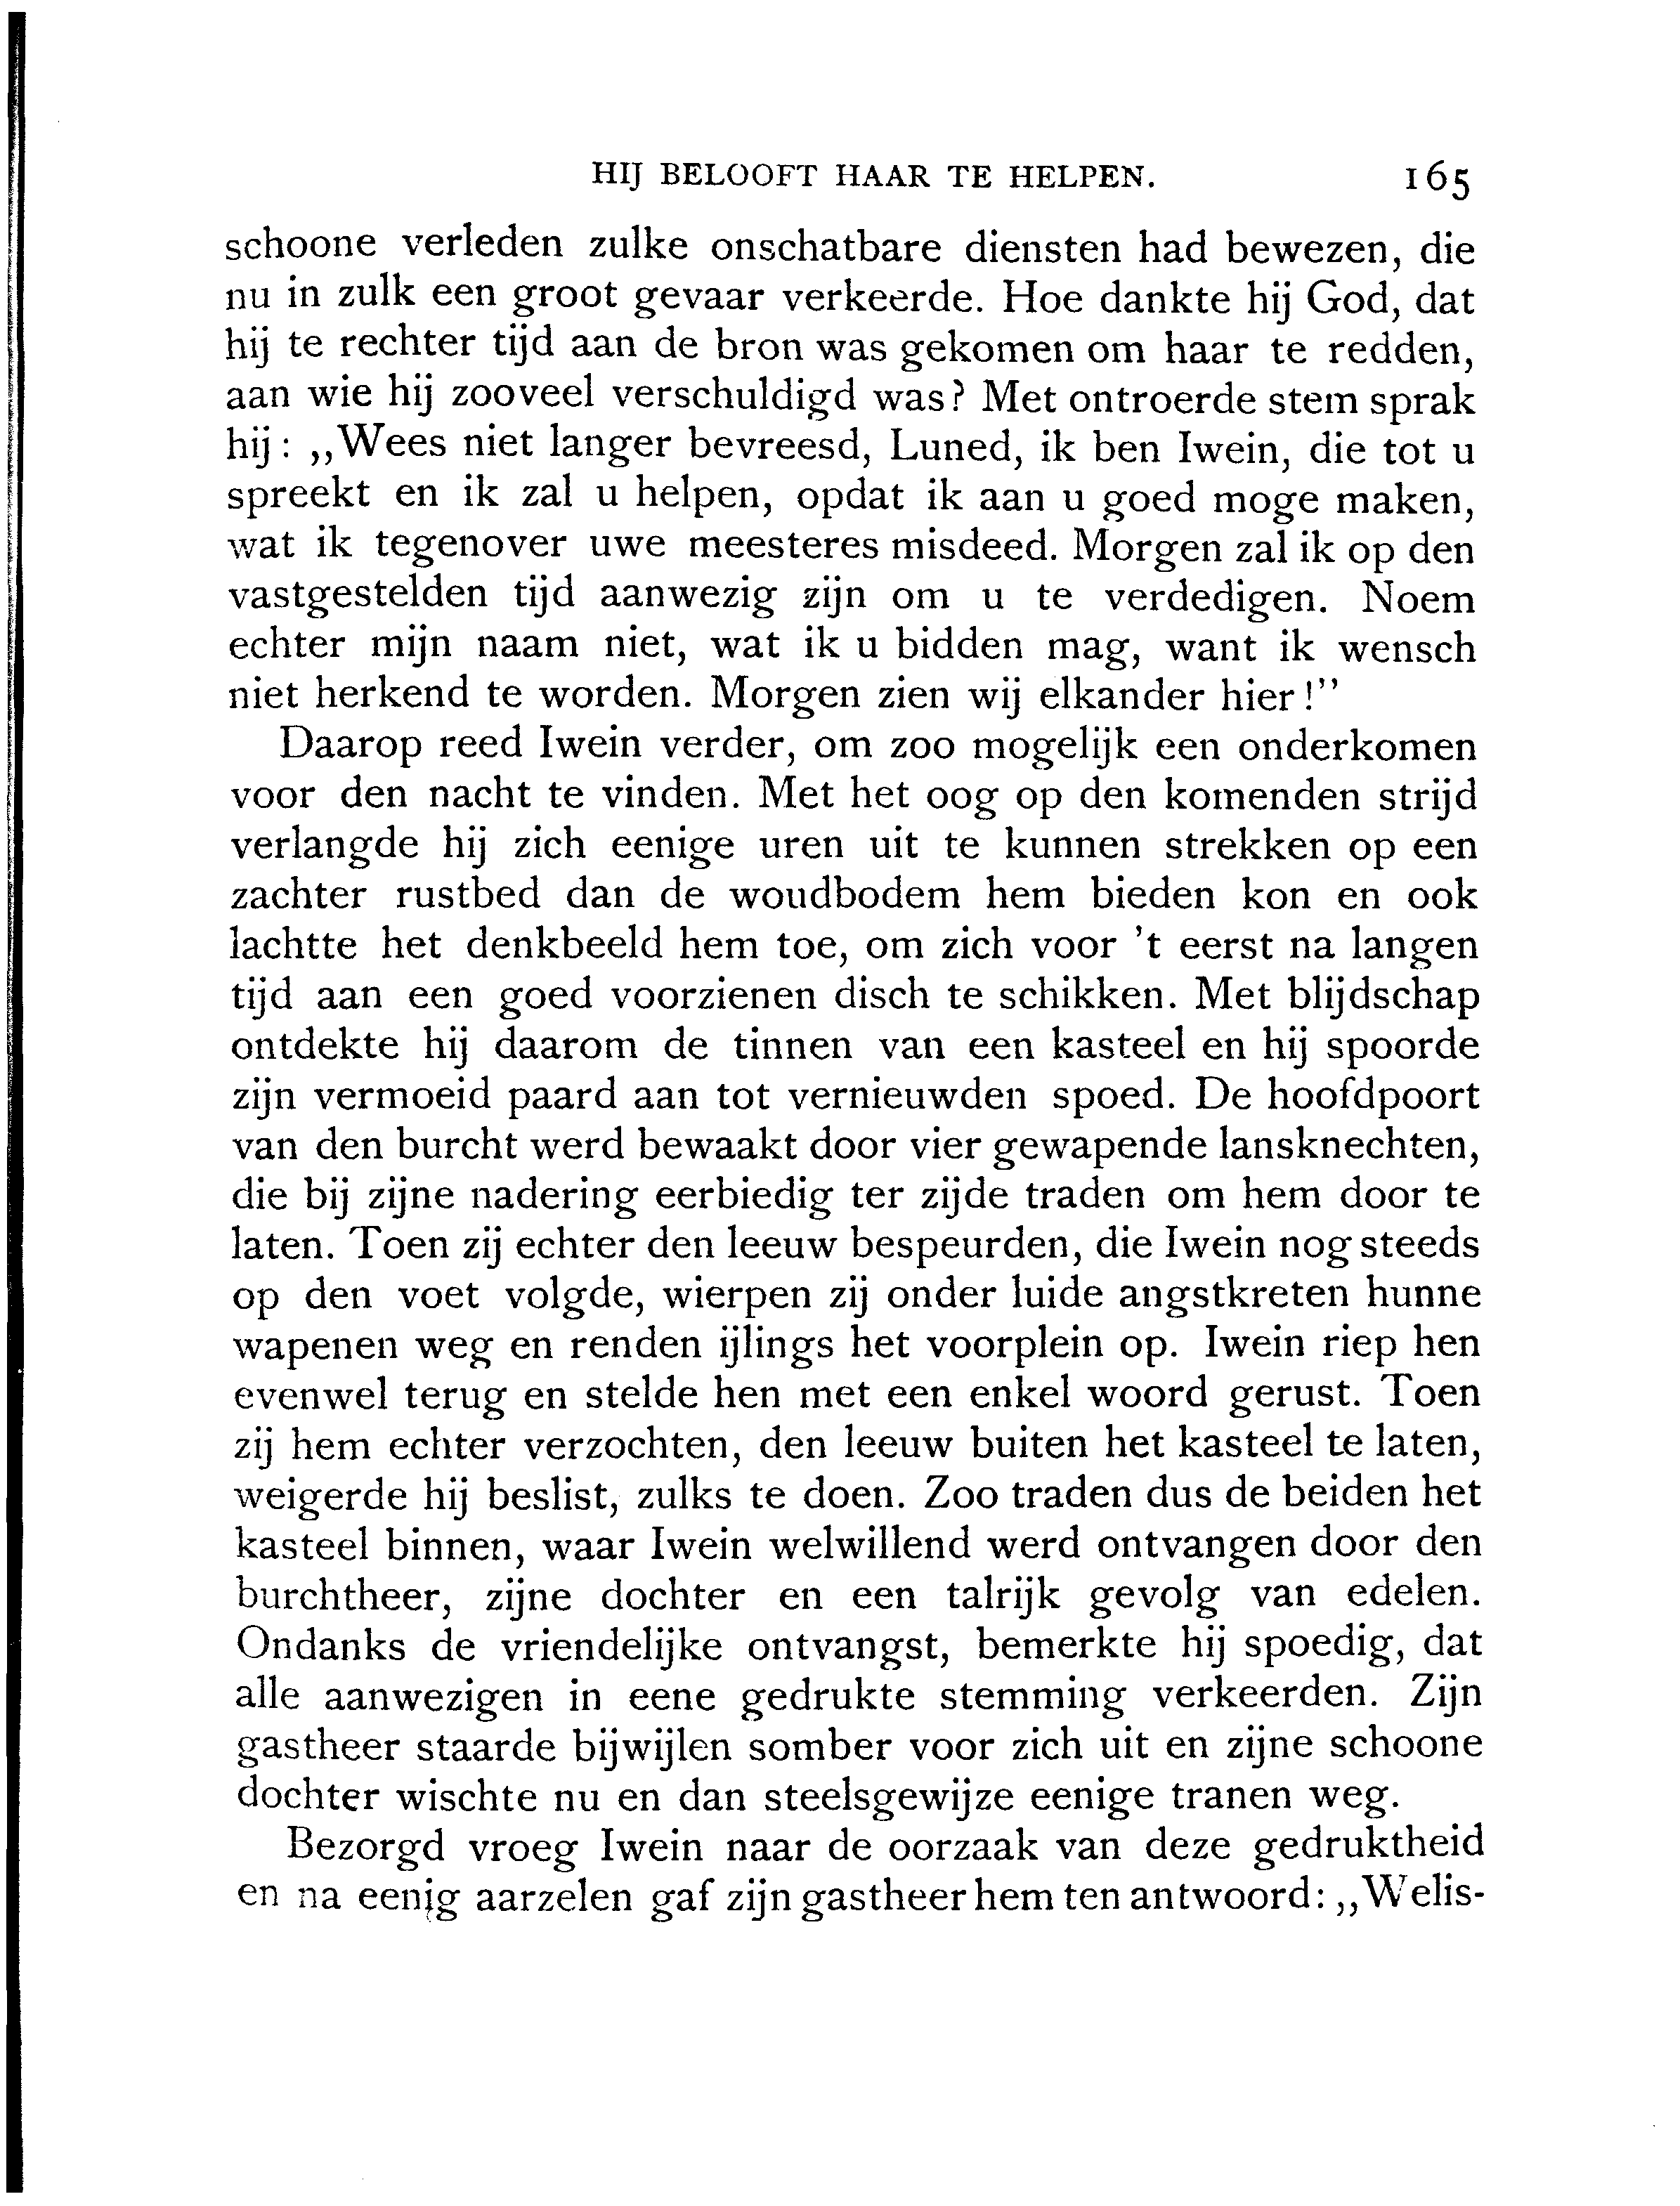 HIJ BELOOFT HAAR TE HELPEN. 165
schoone verleden zulke onschatbare diensten had bewezen, die
nu in zulk een groot gevaar verkeerde. Hoe dankte hij God, dat
hij te rechter tijd aan de bron was gekomen om haar te redden,
aan wie hij zooveel verschuldigd was? Met ontroerde stem sprak
hij: „Wees niet langer bevreesd, Luned, ik ben Iwein, die tot u
spreekt en ik zal u helpen, opdat ik aan u goed moge maken,
wat ik tegenover uwe meesteres misdeed. Morgen zal ik op den
vastgestelden tijd aanwezig zijn om u te verdedigen. Noem
echter mijn naam niet, wat ik u bidden mag, want ik wensch
niet herkend te worden. Morgen zien wij elkander hier!”
Daarop reed Iwein verder, om zoo mogelijk een onderkomen
voor den nacht te vinden. Met het oog op den komenden strijd
verlangde hij zich eenige uren uit te kunnen strekken op een
zachter rustbed dan de woudbodem hem bieden kon en ook
lachtte het denkbeeld hem toe, om zich voor 't eerst na langen
tijd aan een goed voorzienen disch te schikken. Met blijdschap
ontdekte hij daarom de tinnen van een kasteel en hij spoorde
zijn vermoeid paard aan tot vernieuwden spoed. De hoofdpoort
van den burcht werd bewaakt door vier gewapende lansknechten,
die bij zijne nadering eerbiedig ter zijde traden om hem door te
laten. Toen zij echter den leeuw bespeurden, die Iwein nog steeds
op den voet volgde, wierpen zij onder luide angstkreten hunne
wapenen weg en renden ijlings het voorplein op. Iwein riep hen
evenwel terug en stelde hen met een enkel woord gerust. Toen
zij hem echter verzochten, den leeuw buiten het kasteel te laten,
weigerde hij beslist, zulks te doen. Zoo traden dus de beiden het
kasteel binnen, waar Iwein welwillend werd ontvangen door den
burchtheer, zijne dochter en een talrijk gevolg van edelen.
Ondanks de vriendelijke ontvangst, bemerkte hij spoedig, dat
alle aanwezigen in eene gedrukte stemming verkeerden. Zijn
gastheer staarde bijwijlen somber voor zich uit en zijne schoone
dochter wischte nu en dan steelsgewijze eenige tranen weg.
Bezorgd vroeg Iwein naar de oorzaak van deze gedruktheid
en na eenig aarzelen gaf zijn gastheer hem ten antwoord: „Welis-